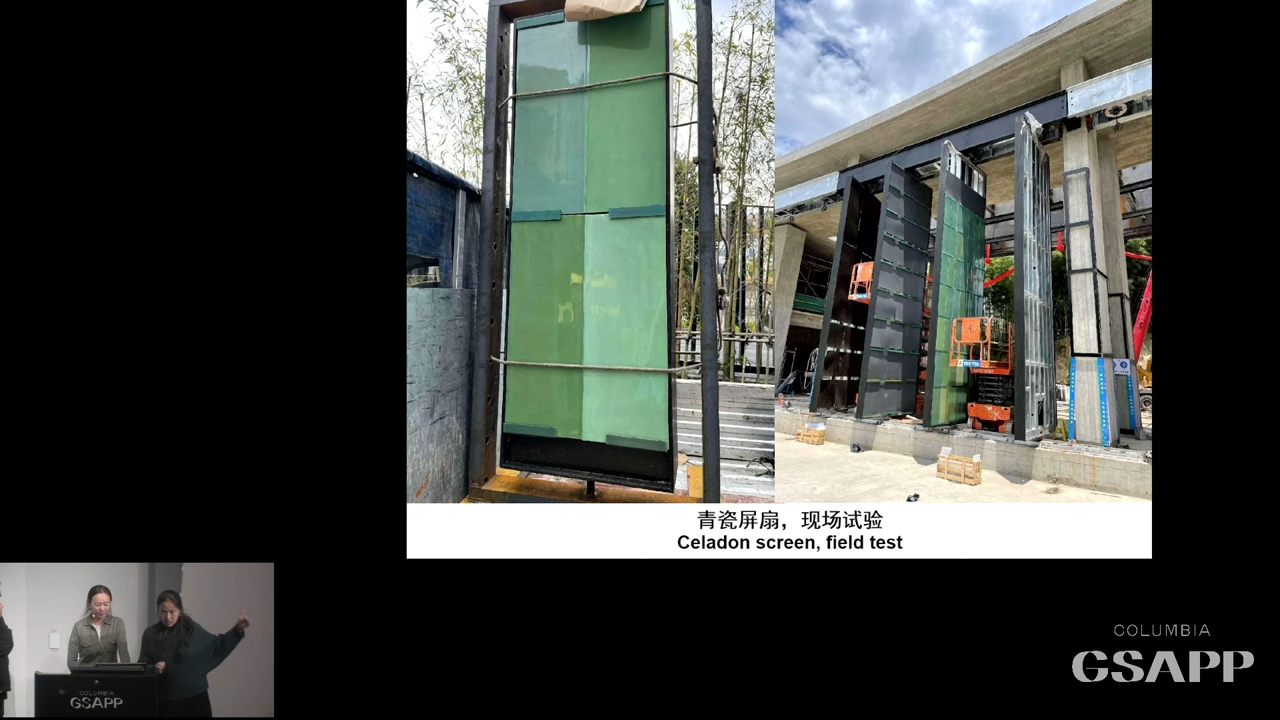 青瓷屏扇，现场试验
Celadon screen, field test
COLUMBIA
GSAPP
COLUMBIA
GSAPP